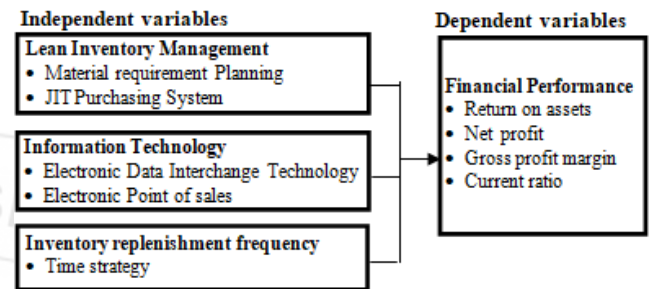 Independent variables
Lean Inventory Management
• Material requirement Planning
• JIT Purchasing System
Information Technology
• Electronic Data Interchange Technology
• Electronic Point of sales
Inventory replenishment frequency
• Time strategy
Dependent variables
Financial Performance
• Return on assets
• Net profit
• Gross profit margin
• Current ratio